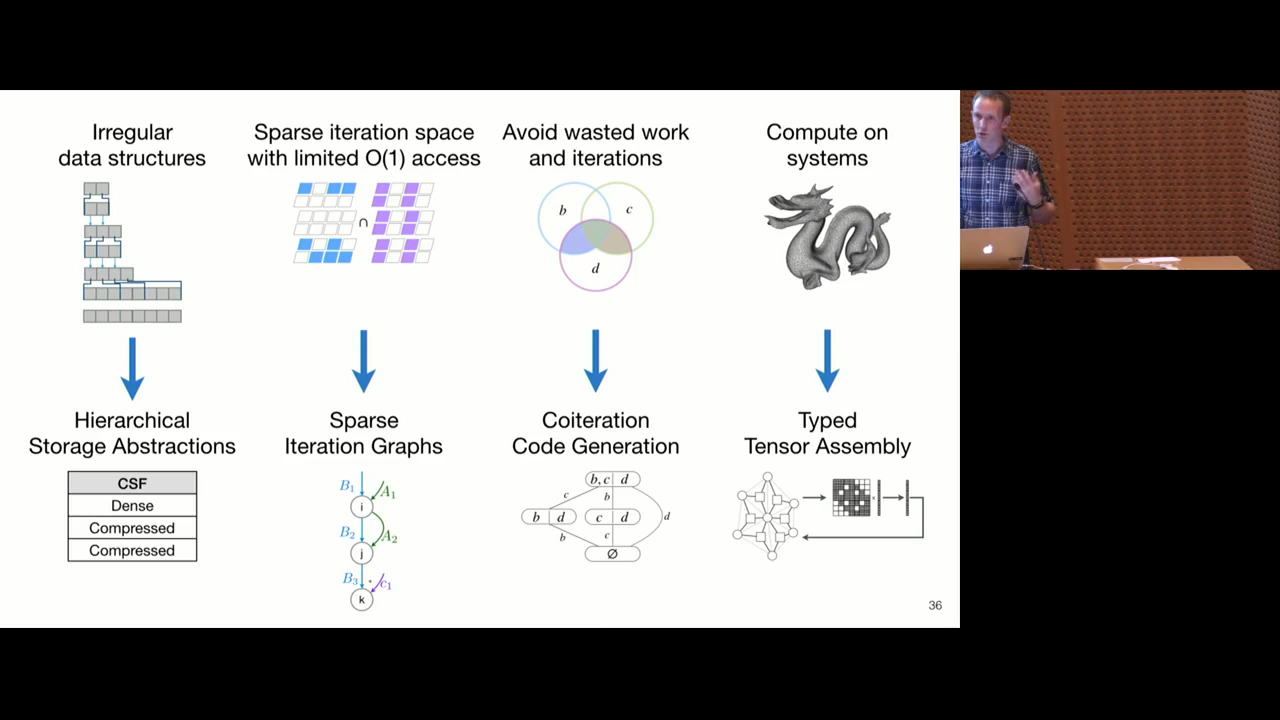 Irregular
data structures
Sparse iteration space
with limited O(1) access
Avoid wasted work
and iterations
Compute on
systems
∩
b
c
d
Hierarchical
Storage Abstractions
Sparse
Iteration Graphs
Coiteration
Code Generation
Typed
Tensor Assembly
CSF
Dense
Compressed
Compressed
B1
A1
i
B2
A2
j
B3
c1
k
b, c d
c
b
b d
c d
d
b
c
∅
x
36